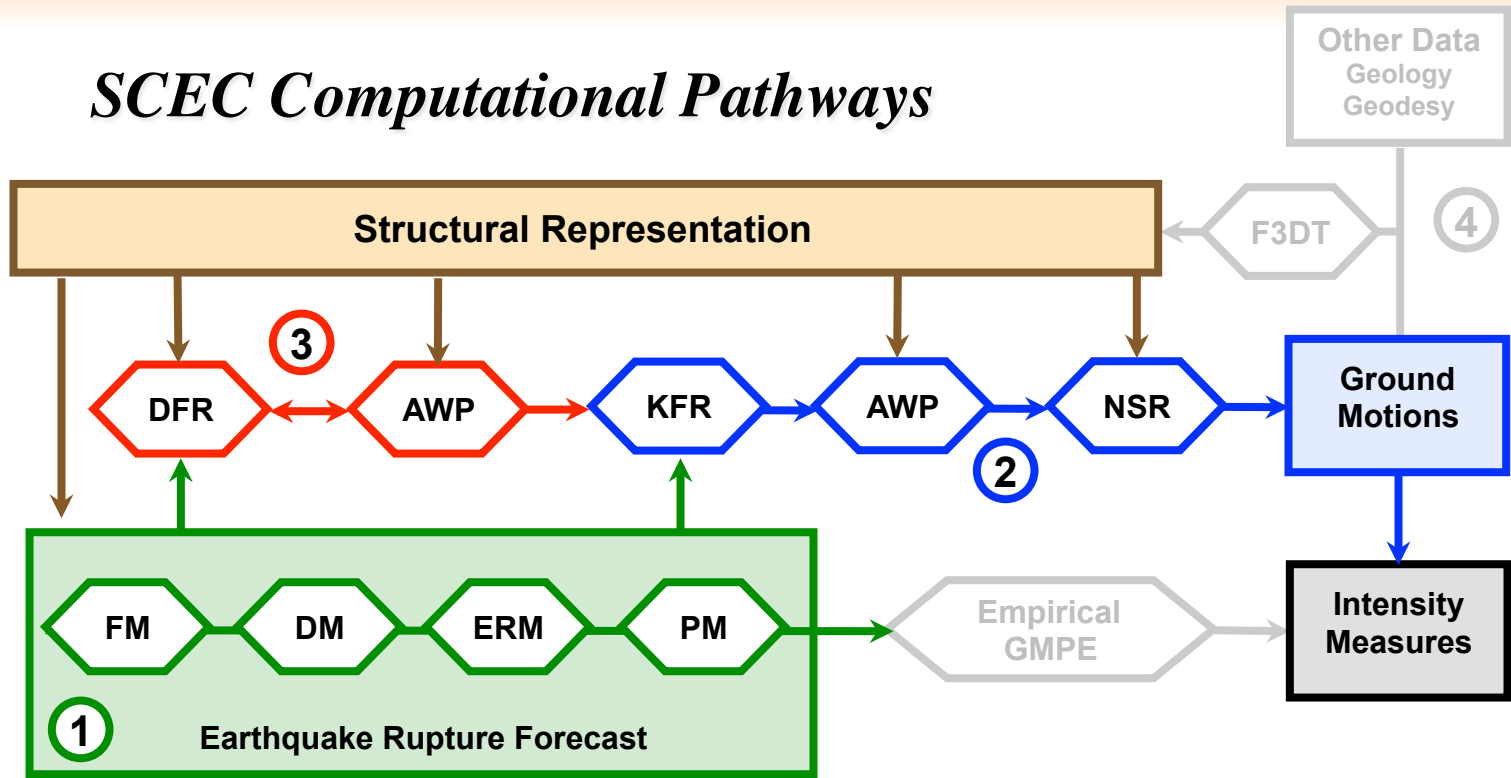 Other Data
Geology
Geodesy
SCEC Computational Pathways
Structural Representation
F3DT
4
3
DFR
AWP
KFR
AWP
NSR
Ground
Motions
2
FM
DM
ERM
PM
Empirical
GMPE
Intensity
Measures
1
Earthquake Rupture Forecast